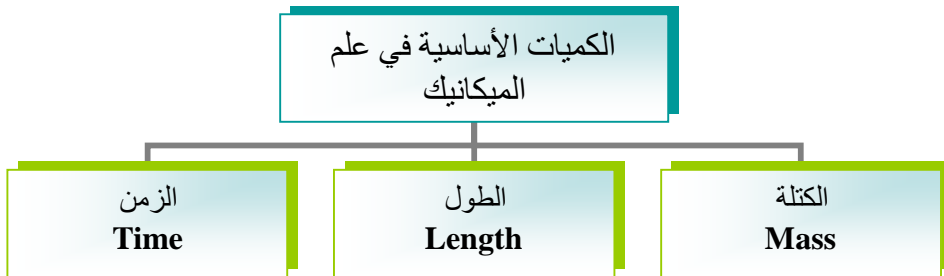 الكميات الأساسية في علم
الميكانيك
الكتلة
Mass
الطول
Length
الزمن
Time